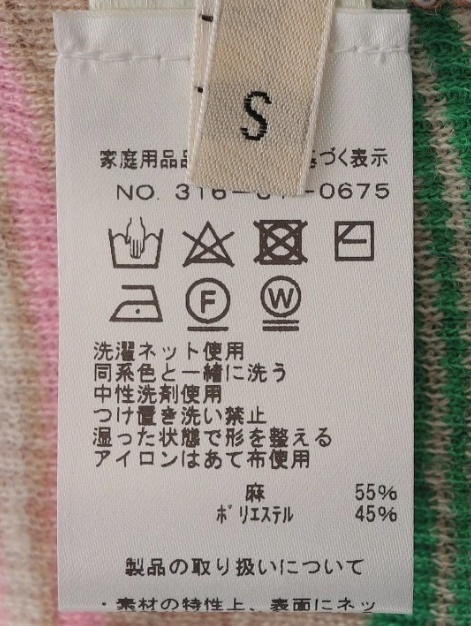 S
家庭用品品 づく表示
NO. 316- -0675
F W
洗濯ネット使用
同系色と一緒に洗う
中性洗剤使用
つけ置き洗い禁止
湿った状態で形を整える
アイロンはあて布使用
麻 55%
ポリエステル 45%
製品の取り扱いについて
・素材の特性上、表面にネッ